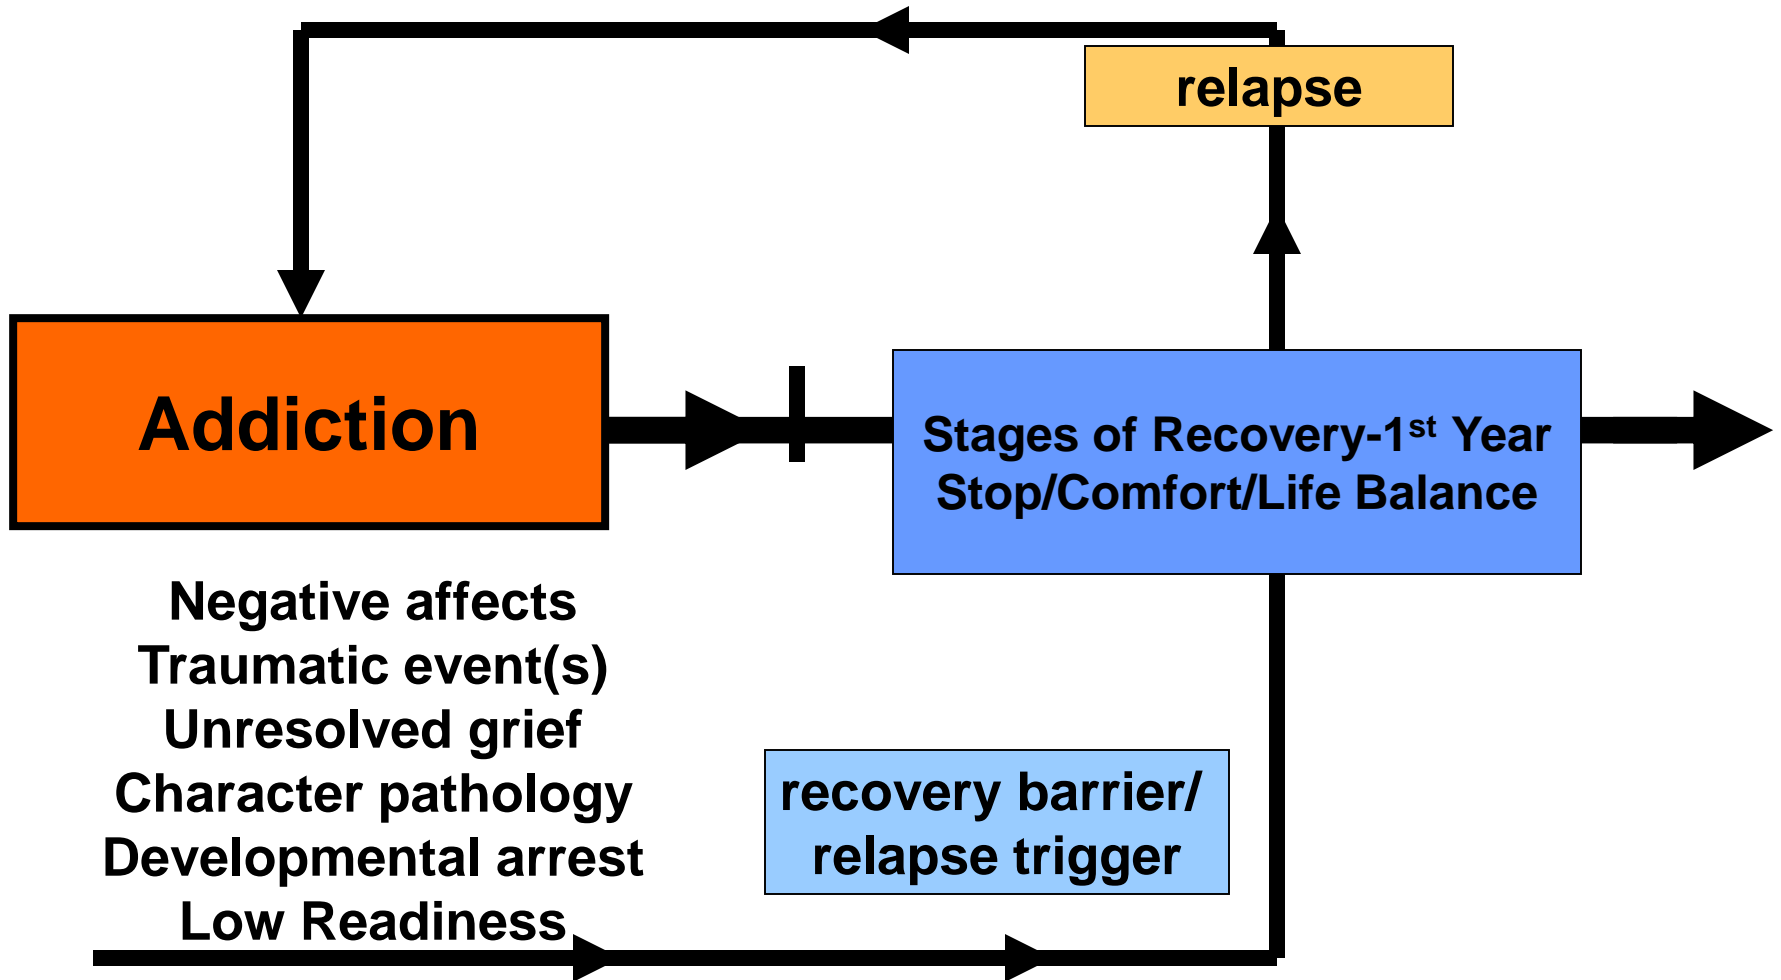 relapse
Addiction
Stages of Recovery-1st Year
Stop/Comfort/Life Balance
Negative affects
Traumatic event(s)
Unresolved grief
Character pathology
Developmental arrest
Low Readiness
recovery barrier/
relapse trigger